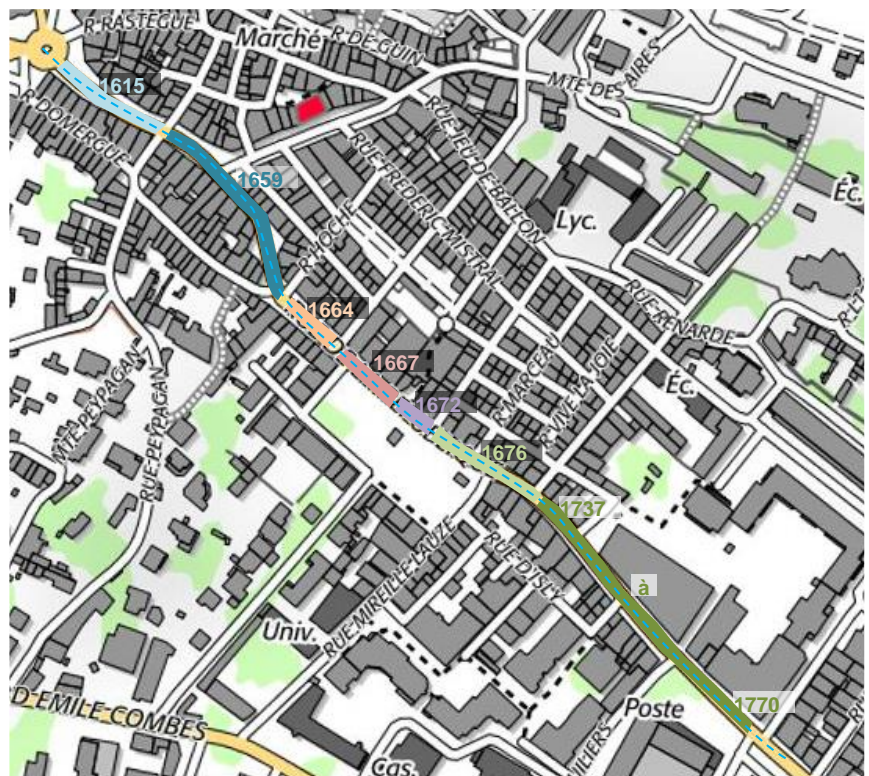 R RASTEGUE
Marché
R DE GUIN
MTE DES AIRES
1615
R DOMERGUE
RUE JEU DE BALLON
RUE FREDERIC MISTRAL
1659
Lyc.
Éc.
R HOCHE
1664
RUE RENARDE
1667
R MARCEAU
R VIVE LA JOIE
Éc.
MTE PEYPAGAN
RUE PEYPAGAN
1672
1676
1737
RUE D'ISLY
RUE MIREILLE LAUZE
à
Univ.
D EMILE COMBES
Poste
1770
Cas.